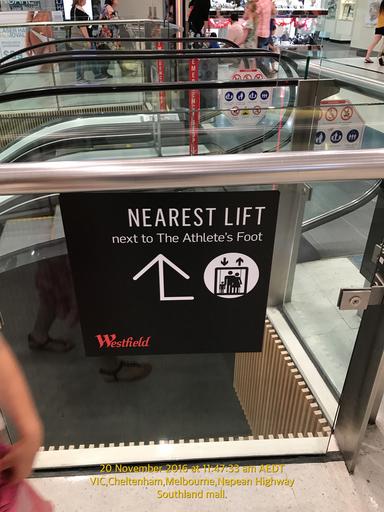 NEAREST LIFT
next to The Athlete's Foot
Westfield
20 November 2016 at 11:47:33 am AEDT
VIC,Cheltenham,Melbourne,Nepean Highway
Southland mall.